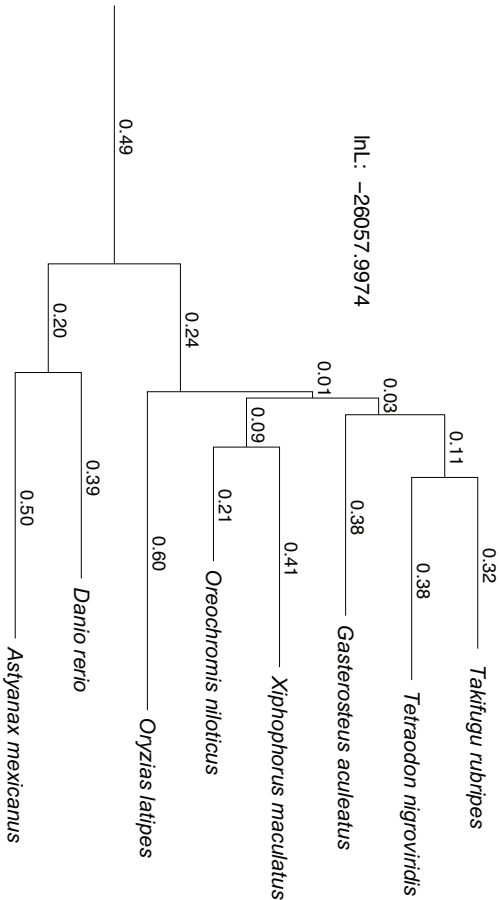 lnL: −26057.9974
0.49
0.24
0.01
0.03
0.11
0.32
Takifugu rubripes
0.38
Tetraodon nigroviridis
0.38
Gasterosteus aculeatus
0.09
0.41
Xiphophorus maculatus
0.21
Oreochromis niloticus
0.60
Oryzias latipes
0.20
0.39
Danio rerio
0.50
Astyanax mexicanus